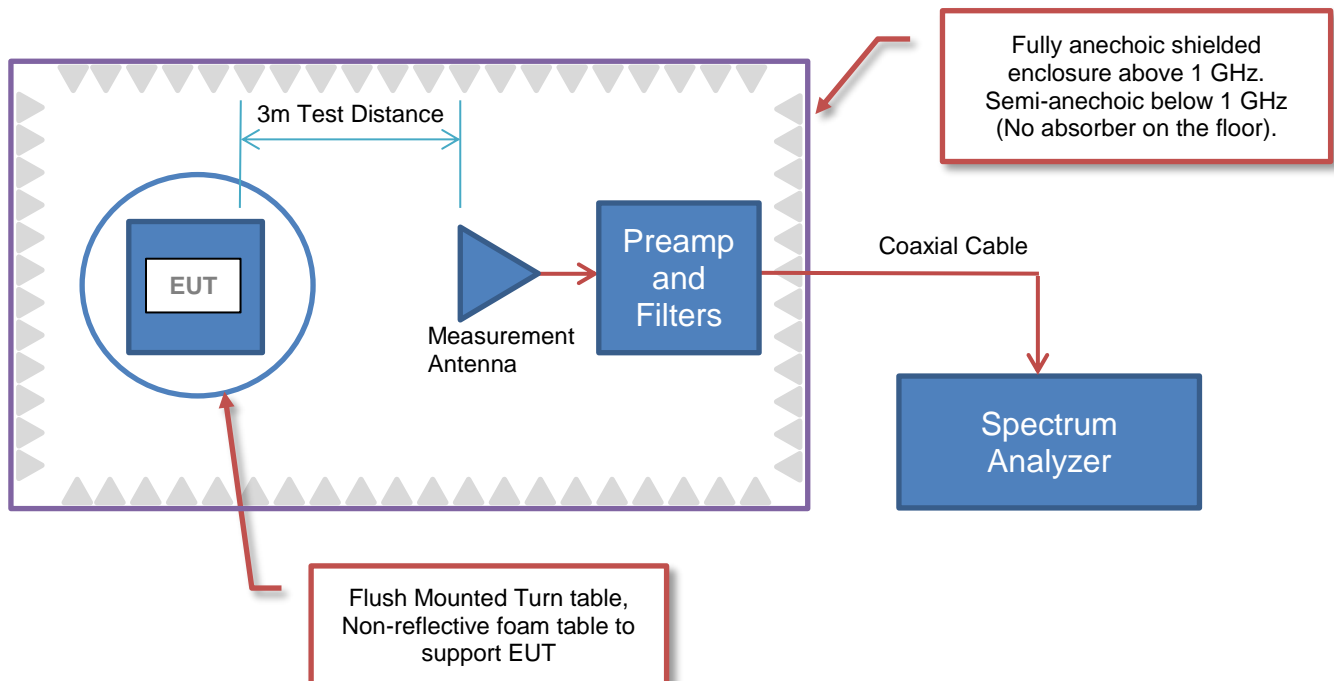 Fully anechoic shielded
enclosure above 1 GHz.
Semi-anechoic below 1 GHz
(No absorber on the floor).
3m Test Distance
EUT
Measurement
Antenna
Preamp
and
Filters
Coaxial Cable
Spectrum
Analyzer
Flush Mounted Turn table,
Non-reflective foam table to
support EUT